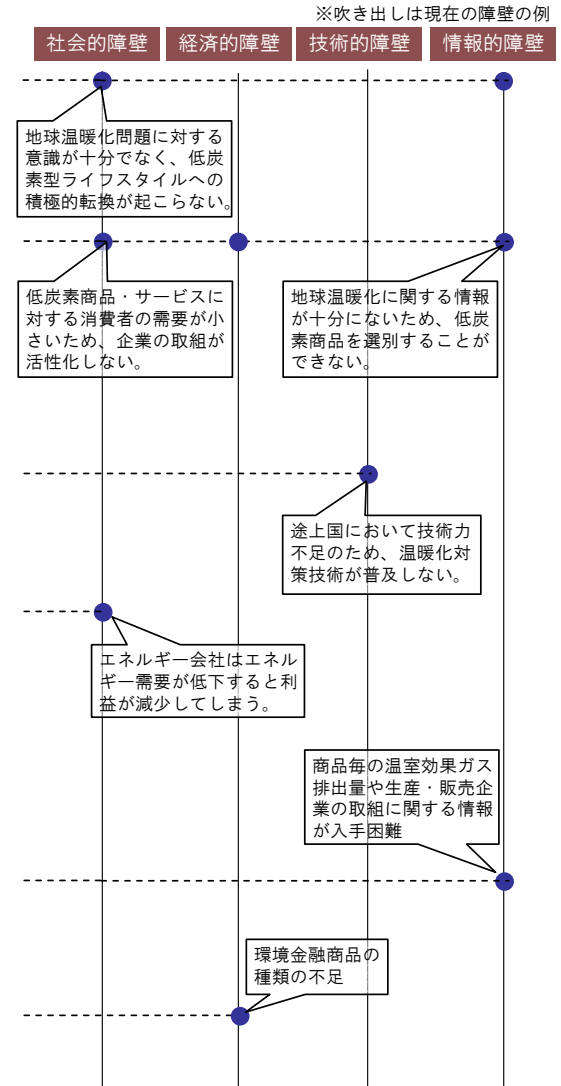 ※吹き出しは現在の障壁の例
社会的障壁
経済的障壁
技術的障壁
情報的障壁
地球温暖化問題に対する
意識が十分でなく、低炭
素型ライフスタイルへの
積極的転換が起こらない。
低炭素商品・サービスに
対する消費者の需要が小
さいため、企業の取組が
活性化しない。
地球温暖化に関する情報
が十分にないため、低炭
素商品を選別することが
できない。
途上国において技術力
不足のため、温暖化対
策技術が普及しない。
エネルギー会社はエネル
ギー需要が低下すると利
益が減少してしまう。
商品毎の温室効果ガス
排出量や生産・販売企
業の取組に関する情報
が入手困難
環境金融商品の
種類の不足